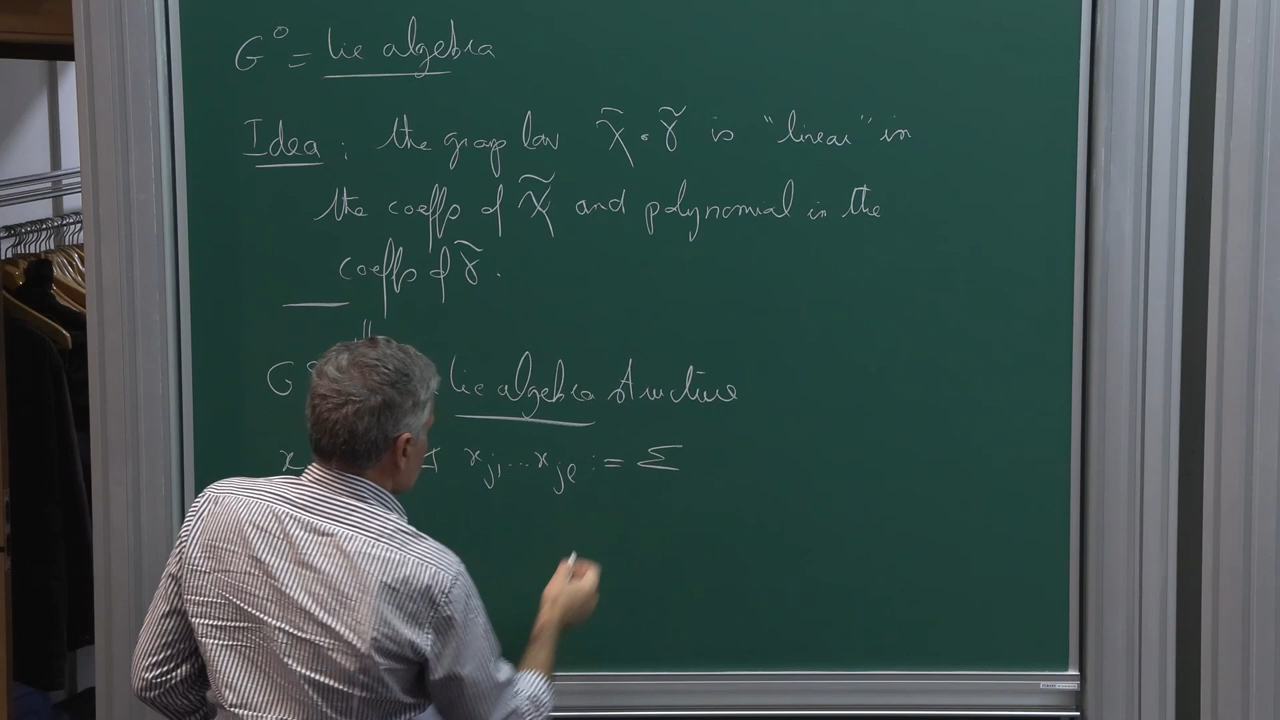 G⁰ = lie algebra
Idea : the group law χ̃ ∘ γ̃ is "linear" in
the coeffs of χ̃ and polynomial in the
coeffs of γ̃.
G lie algebra structure
x x_{j1} ... x_{jl} := Σ